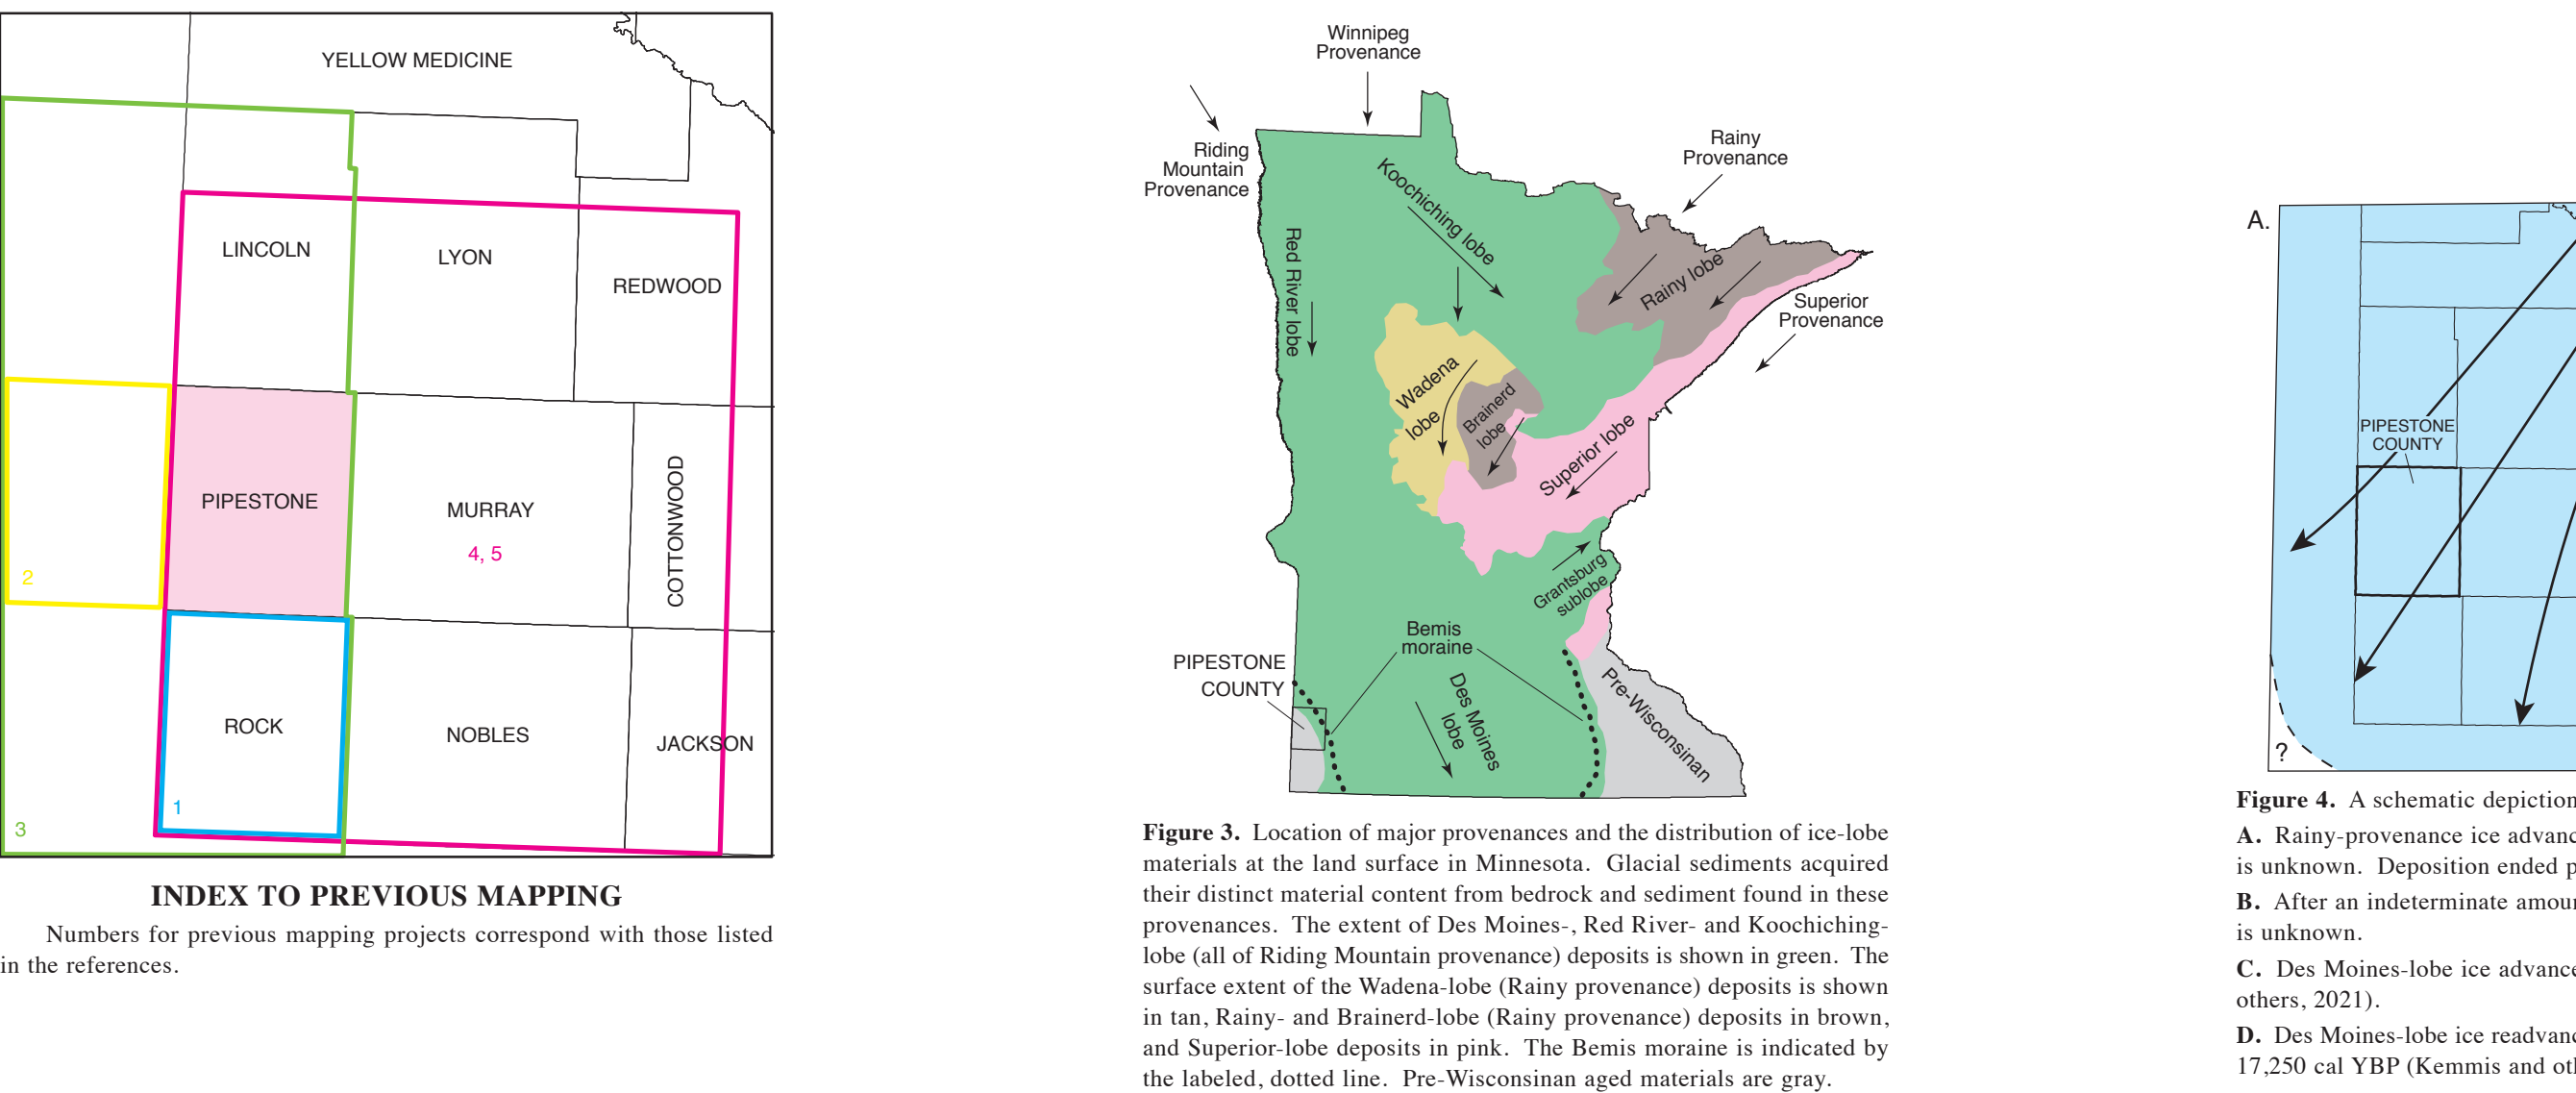 YELLOW MEDICINE
LINCOLN
LYON
REDWOOD
PIPESTONE
MURRAY
4, 5
COTTONWOOD
2
ROCK
NOBLES
JACKSON
1
3
INDEX TO PREVIOUS MAPPING
Numbers for previous mapping projects correspond with those listed
in the references.
Winnipeg
Provenance
Riding
Mountain
Provenance
Rainy
Provenance
Koochiching lobe
Red River lobe
Rainy lobe
Superior
Provenance
Wadena
lobe
Brainerd
lobe
Superior lobe
Grantsburg
sublobe
Bemis
moraine
PIPESTONE
COUNTY
Des Moines
lobe
Pre-Wisconsinan
Figure 3. Location of major provenances and the distribution of ice-lobe
materials at the land surface in Minnesota. Glacial sediments acquired
their distinct material content from bedrock and sediment found in these
provenances. The extent of Des Moines-, Red River- and Koochiching-
lobe (all of Riding Mountain provenance) deposits is shown in green. The
surface extent of the Wadena-lobe (Rainy provenance) deposits is shown
in tan, Rainy- and Brainerd-lobe (Rainy provenance) deposits in brown,
and Superior-lobe deposits in pink. The Bemis moraine is indicated by
the labeled, dotted line. Pre-Wisconsinan aged materials are gray.
A.
PIPESTONE
COUNTY
?
Figure 4. A schematic depiction
A. Rainy-provenance ice advanc
is unknown. Deposition ended p
B. After an indeterminate amou
is unknown.
C. Des Moines-lobe ice advance
others, 2021).
D. Des Moines-lobe ice readvanc
17,250 cal YBP (Kemmis and ot